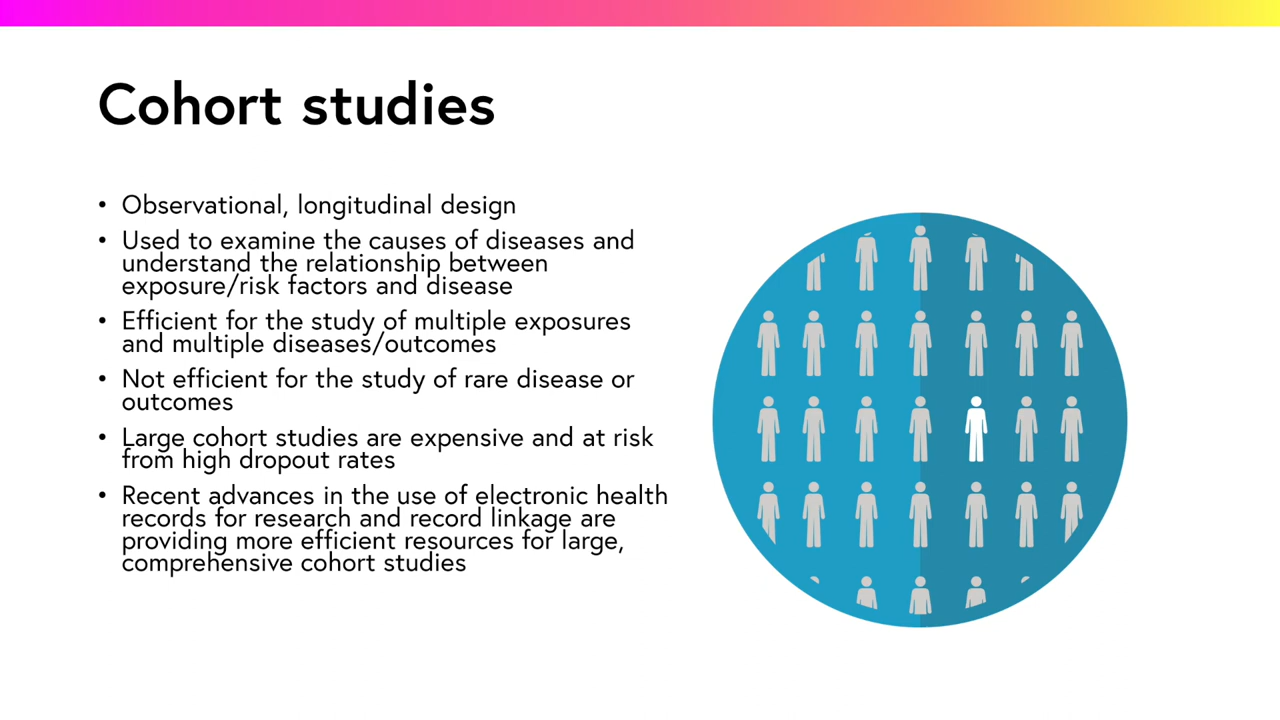 Cohort studies
• Observational, longitudinal design
• Used to examine the causes of diseases and
understand the relationship between
exposure/risk factors and disease
• Efficient for the study of multiple exposures
and multiple diseases/outcomes
• Not efficient for the study of rare disease or
outcomes
• Large cohort studies are expensive and at risk
from high dropout rates
• Recent advances in the use of electronic health
records for research and record linkage are
providing more efficient resources for large,
comprehensive cohort studies